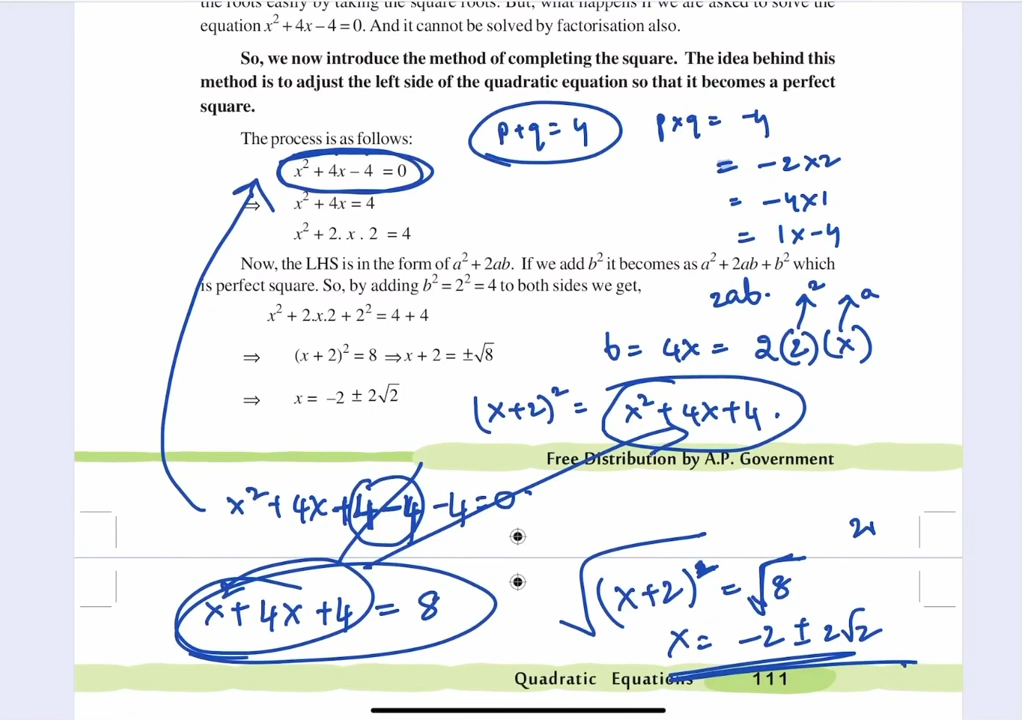 the roots easily by taking the square roots. But, what happens if we are asked to solve the
equation x² + 4x – 4 = 0. And it cannot be solved by factorisation also.
So, we now introduce the method of completing the square. The idea behind this
method is to adjust the left side of the quadratic equation so that it becomes a perfect
square.
p+q = 4
p×q = -4
The process is as follows:
= -2×2
x² + 4x – 4 = 0
= -4×1
⇒ x² + 4x = 4
= 1×-4
x² + 2. x . 2 = 4
Now, the LHS is in the form of a² + 2ab. If we add b² it becomes as a² + 2ab + b² which
is perfect square. So, by adding b² = 2² = 4 to both sides we get,
2ab.
2 a
x² + 2.x.2 + 2² = 4 + 4
b = 4x = 2(2)(x)
⇒ (x + 2)² = 8 ⇒ x + 2 = ±√8
⇒ x = –2 ± 2√2
(x+2)² = x²+4x+4.
Free Distribution by A.P. Government
x²+4x+4-4-4=0
2
x²+4x+4 = 8
√(x+2)² = √8
x = -2 ± 2√2
Quadratic Equations 111